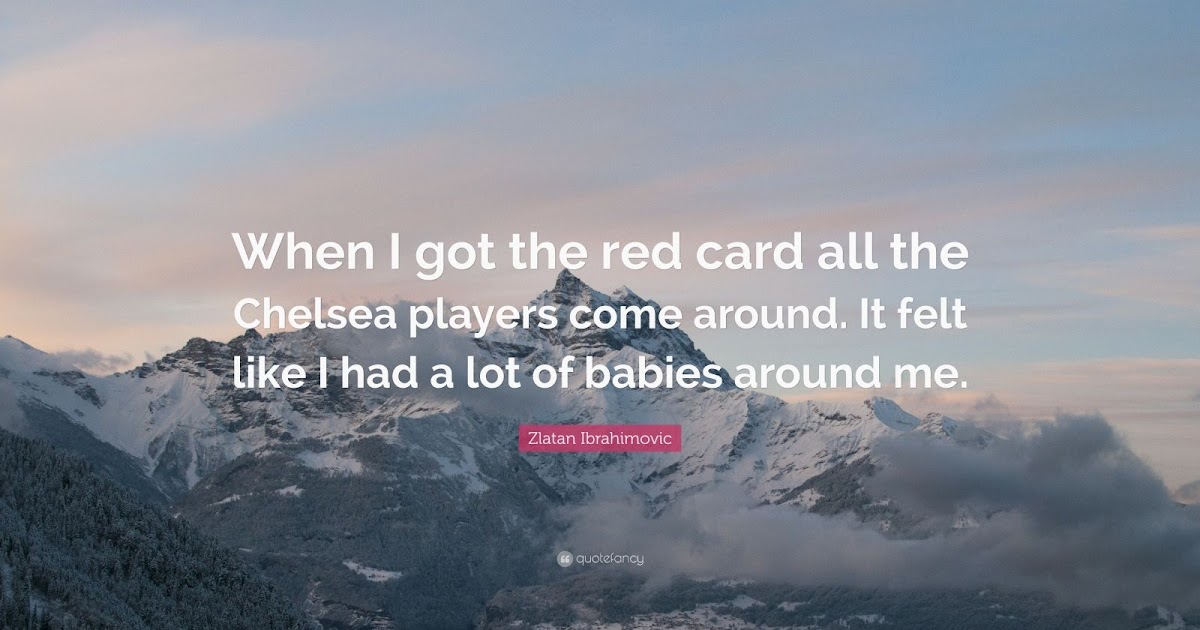 When I got the red card all the
Chelsea players come around. It felt
like I had a lot of babies around me.
Zlatan Ibrahimovic
quotefancy